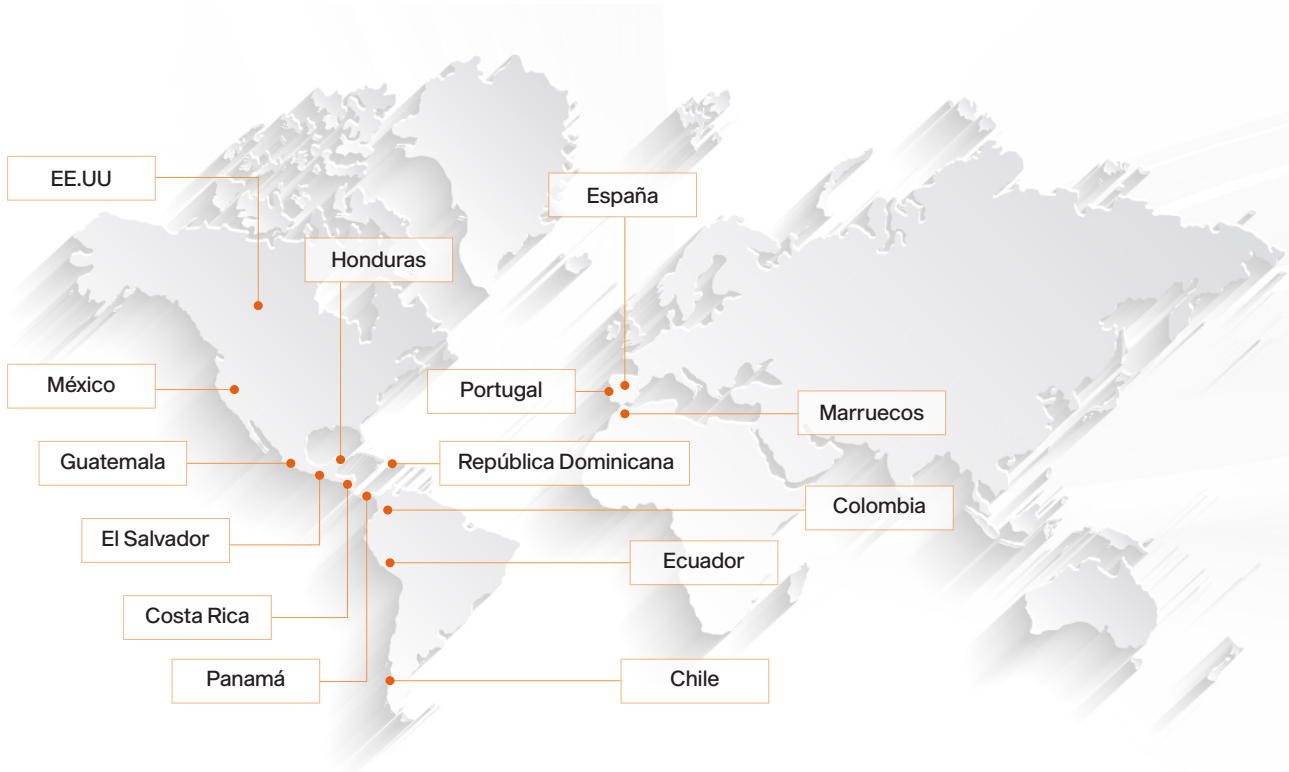 EE.UU
España
Honduras
México
Portugal
Marruecos
Guatemala
República Dominicana
Colombia
El Salvador
Ecuador
Costa Rica
Panamá
Chile